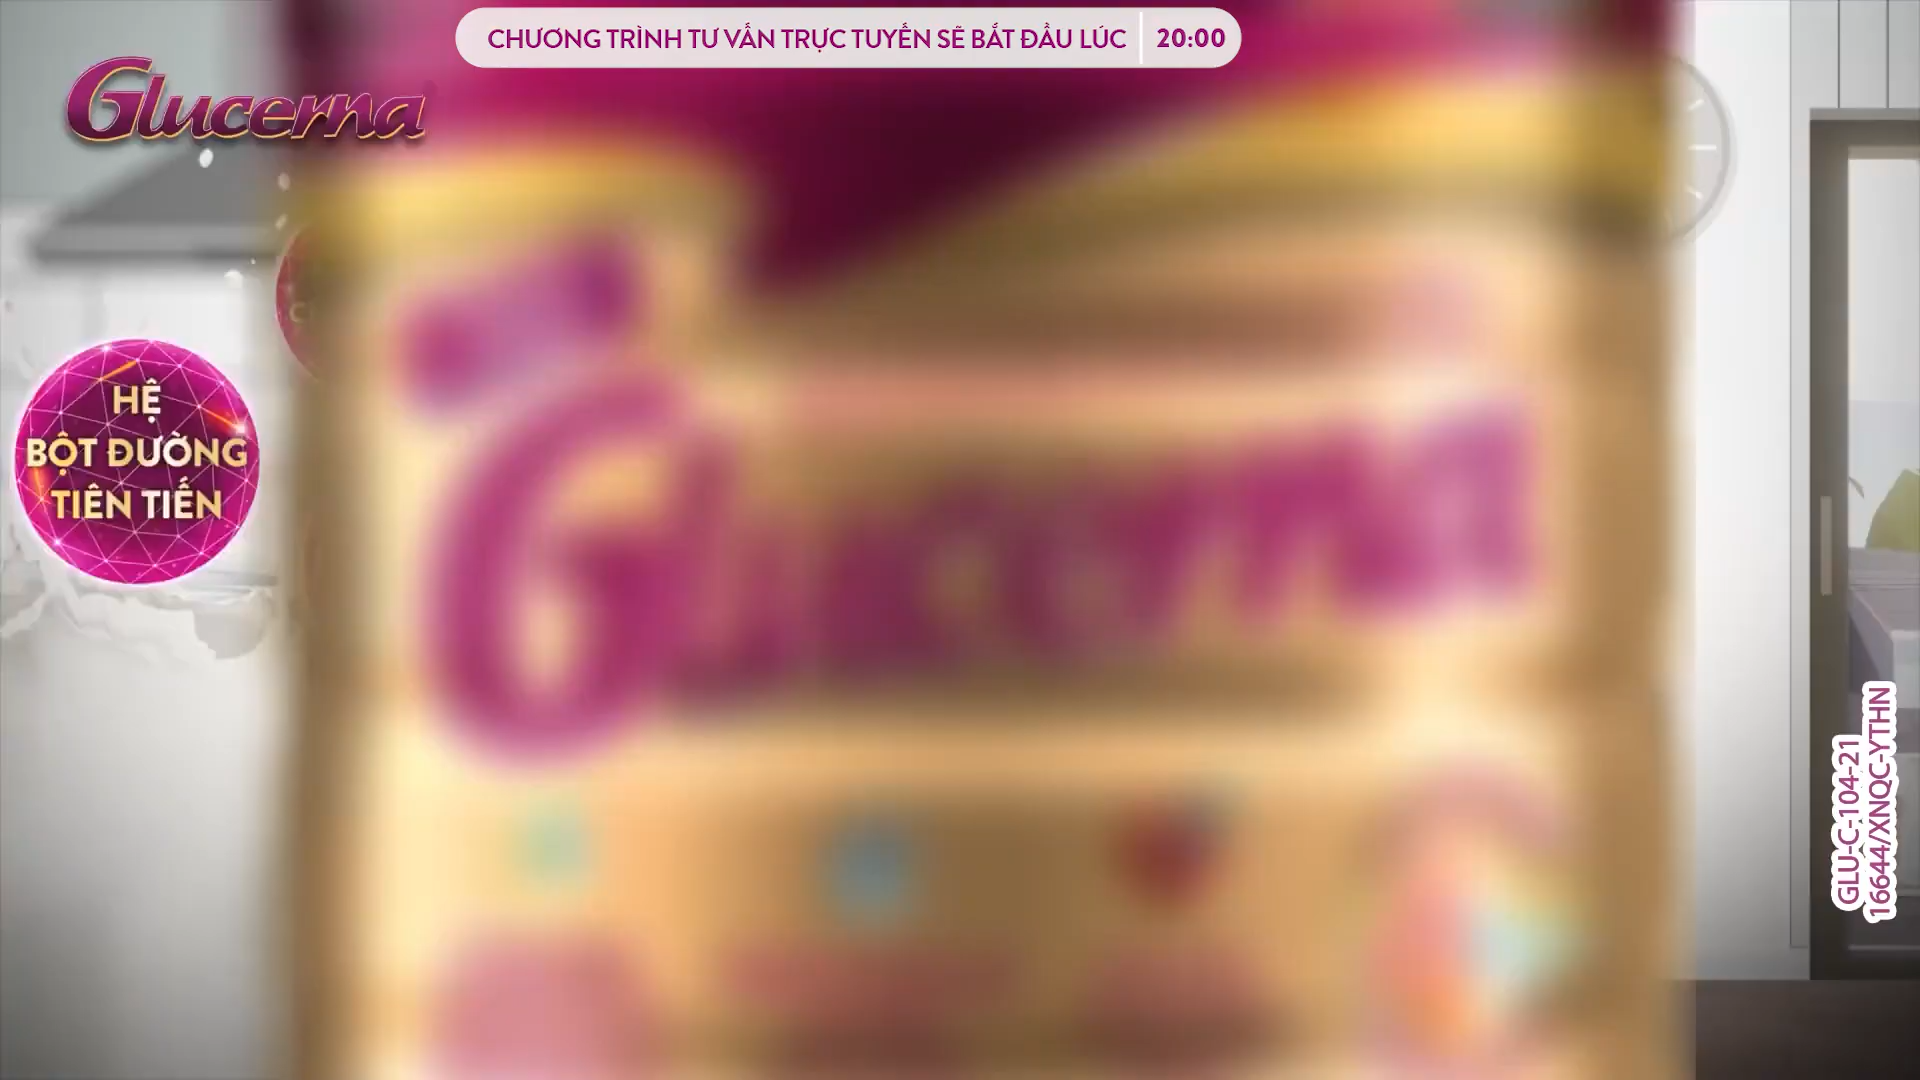 CHƯƠNG TRÌNH TƯ VẤN TRỰC TUYẾN SẼ BẮT ĐẦU LÚC 20:00
Glucerna
HỆ
BỘT ĐƯỜNG
TIÊN TIẾN
Glucerna
GLU-C-104-21
16644/XNQC-YTHN